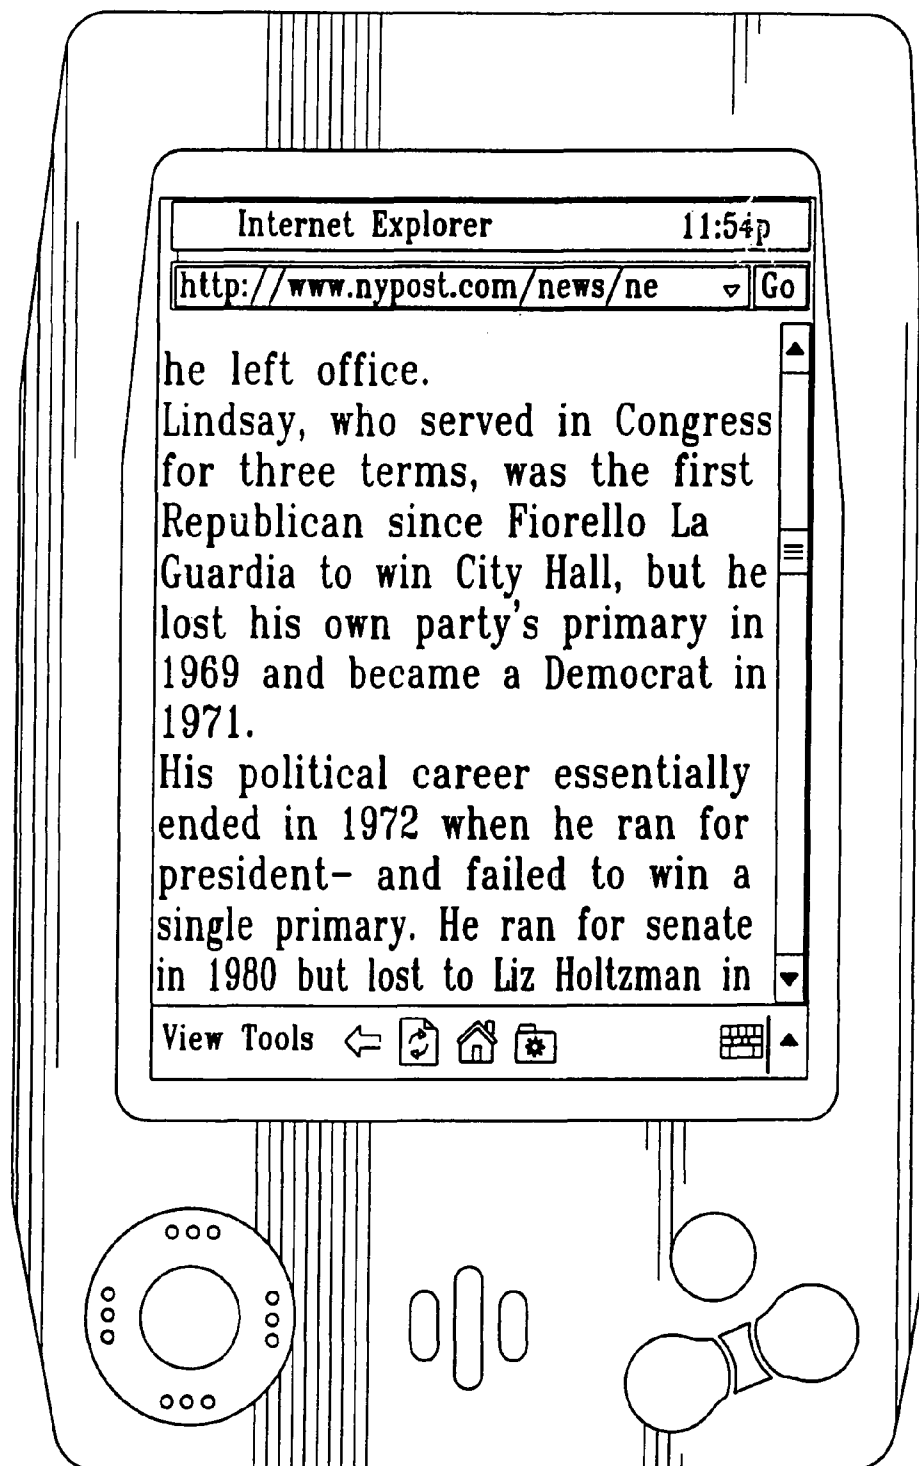 Internet Explorer 11:54p
http://www.nypost.com/news/ne Go
he left office.
Lindsay, who served in Congress
for three terms, was the first
Republican since Fiorello La
Guardia to win City Hall, but he
lost his own party's primary in
1969 and became a Democrat in
1971.
His political career essentially
ended in 1972 when he ran for
president– and failed to win a
single primary. He ran for senate
in 1980 but lost to Liz Holtzman in
View Tools